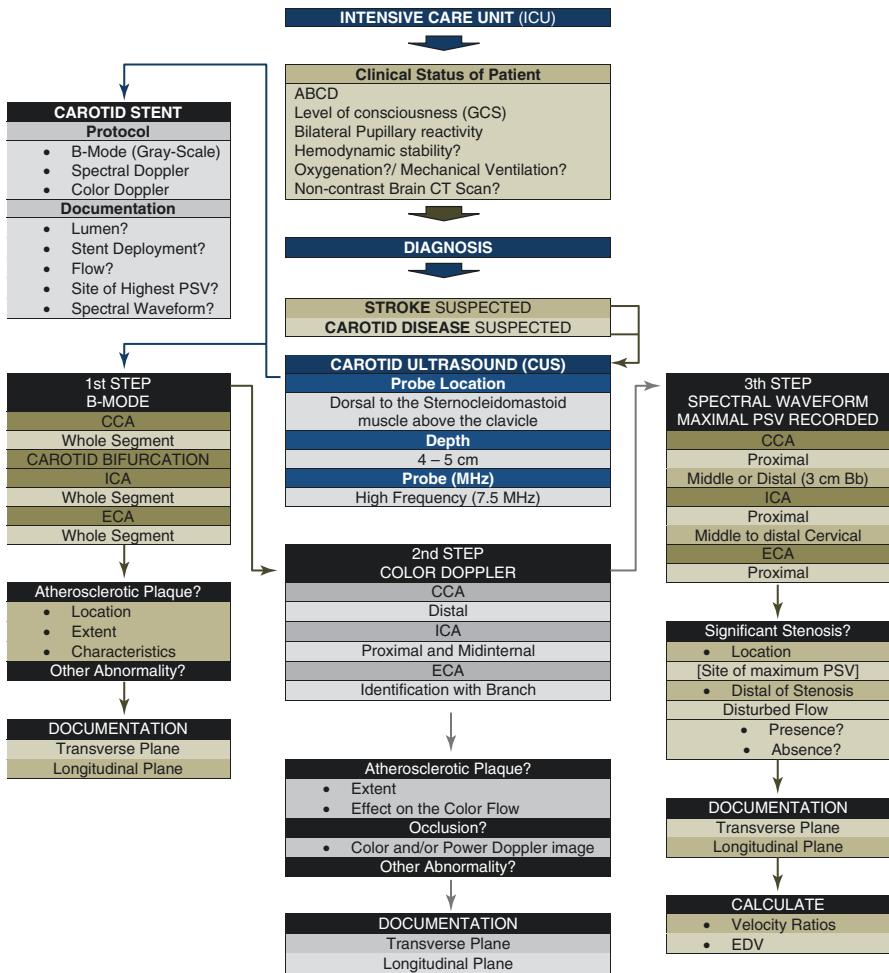 INTENSIVE CARE UNIT (ICU)
Clinical Status of Patient
ABCD
Level of consciousness (GCS)
Bilateral Pupillary reactivity
Hemodynamic stability?
Oxygenation?/ Mechanical Ventilation?
Non-contrast Brain CT Scan?
DIAGNOSIS
STROKE SUSPECTED
CAROTID DISEASE SUSPECTED
CAROTID ULTRASOUND (CUS)
Probe Location
Dorsal to the Sternocleidomastoid
muscle above the clavicle
Depth
4 – 5 cm
Probe (MHz)
High Frequency (7.5 MHz)
CAROTID STENT
Protocol
• B-Mode (Gray-Scale)
• Spectral Doppler
• Color Doppler
Documentation
• Lumen?
• Stent Deployment?
• Flow?
• Site of Highest PSV?
• Spectral Waveform?
1st STEP
B-MODE
CCA
Whole Segment
CAROTID BIFURCATION
ICA
Whole Segment
ECA
Whole Segment
Atherosclerotic Plaque?
• Location
• Extent
• Characteristics
Other Abnormality?
DOCUMENTATION
Transverse Plane
Longitudinal Plane
2nd STEP
COLOR DOPPLER
CCA
Distal
ICA
Proximal and Midinternal
ECA
Identification with Branch
Atherosclerotic Plaque?
• Extent
• Effect on the Color Flow
Occlusion?
• Color and/or Power Doppler image
Other Abnormality?
DOCUMENTATION
Transverse Plane
Longitudinal Plane
3th STEP
SPECTRAL WAVEFORM
MAXIMAL PSV RECORDED
CCA
Proximal
Middle or Distal (3 cm Bb)
ICA
Proximal
Middle to distal Cervical
ECA
Proximal
Significant Stenosis?
• Location
[Site of maximum PSV]
• Distal of Stenosis
Disturbed Flow
• Presence?
• Absence?
DOCUMENTATION
Transverse Plane
Longitudinal Plane
CALCULATE
• Velocity Ratios
• EDV